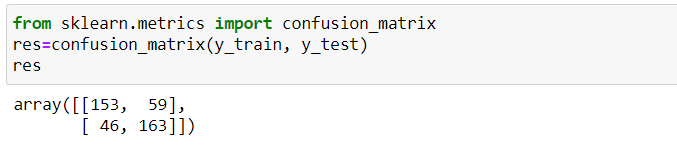 from sklearn.metrics import confusion_matrix
res=confusion_matrix(y_train, y_test)
res
array([[153,  59],
       [ 46, 163]])